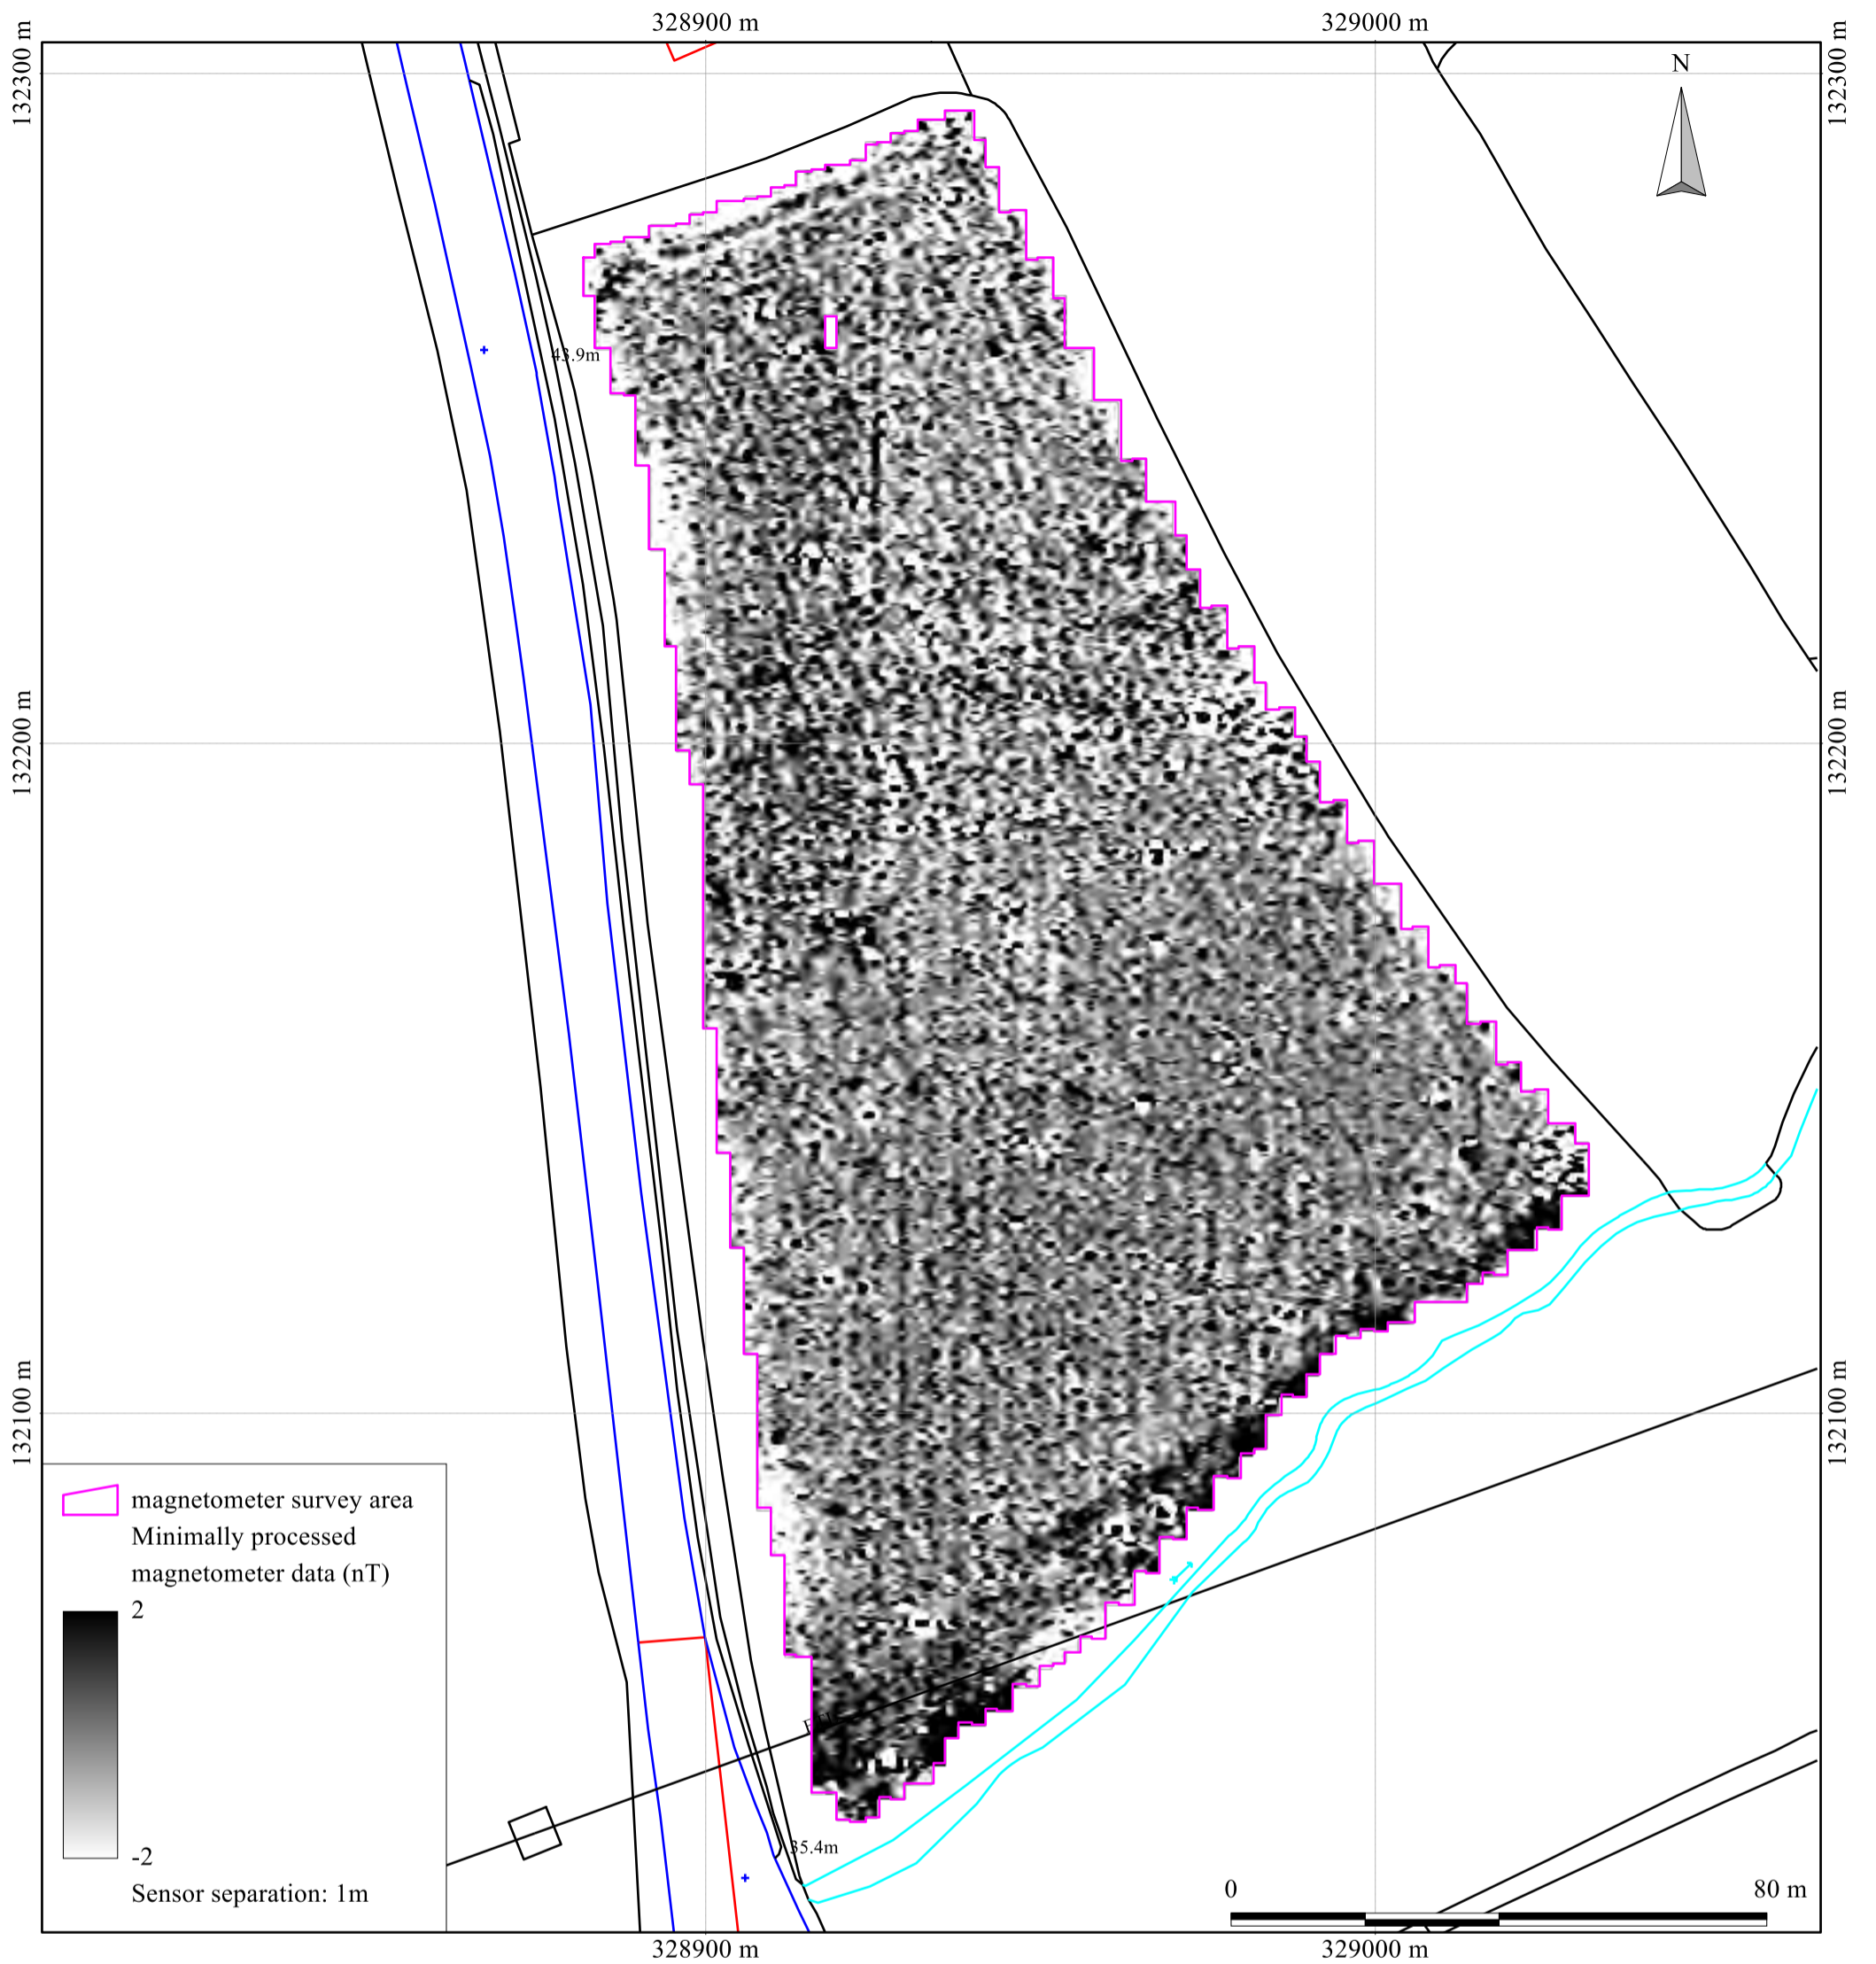 328900 m
329000 m
132300 m
132300 m
N
43.9m
132200 m
132200 m
132100 m
132100 m
magnetometer survey area
Minimally processed
magnetometer data (nT)
2
-2
Sensor separation: 1m
35.4m
0
80 m
328900 m
329000 m